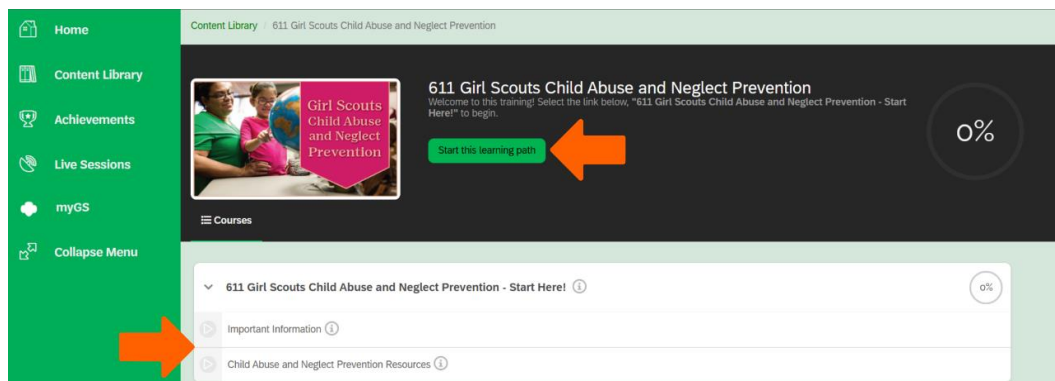 Home
Content Library
Achievements
Live Sessions
myGS
Collapse Menu
Content Library / 611 Girl Scouts Child Abuse and Neglect Prevention
Girl Scouts
Child Abuse
and Neglect
Prevention
611 Girl Scouts Child Abuse and Neglect Prevention
Welcome to this training! Select the link below, "611 Girl Scouts Child Abuse and Neglect Prevention - Start
Here!" to begin.
Start this learning path
0%
Courses
611 Girl Scouts Child Abuse and Neglect Prevention - Start Here!
0%
Important Information
Child Abuse and Neglect Prevention Resources